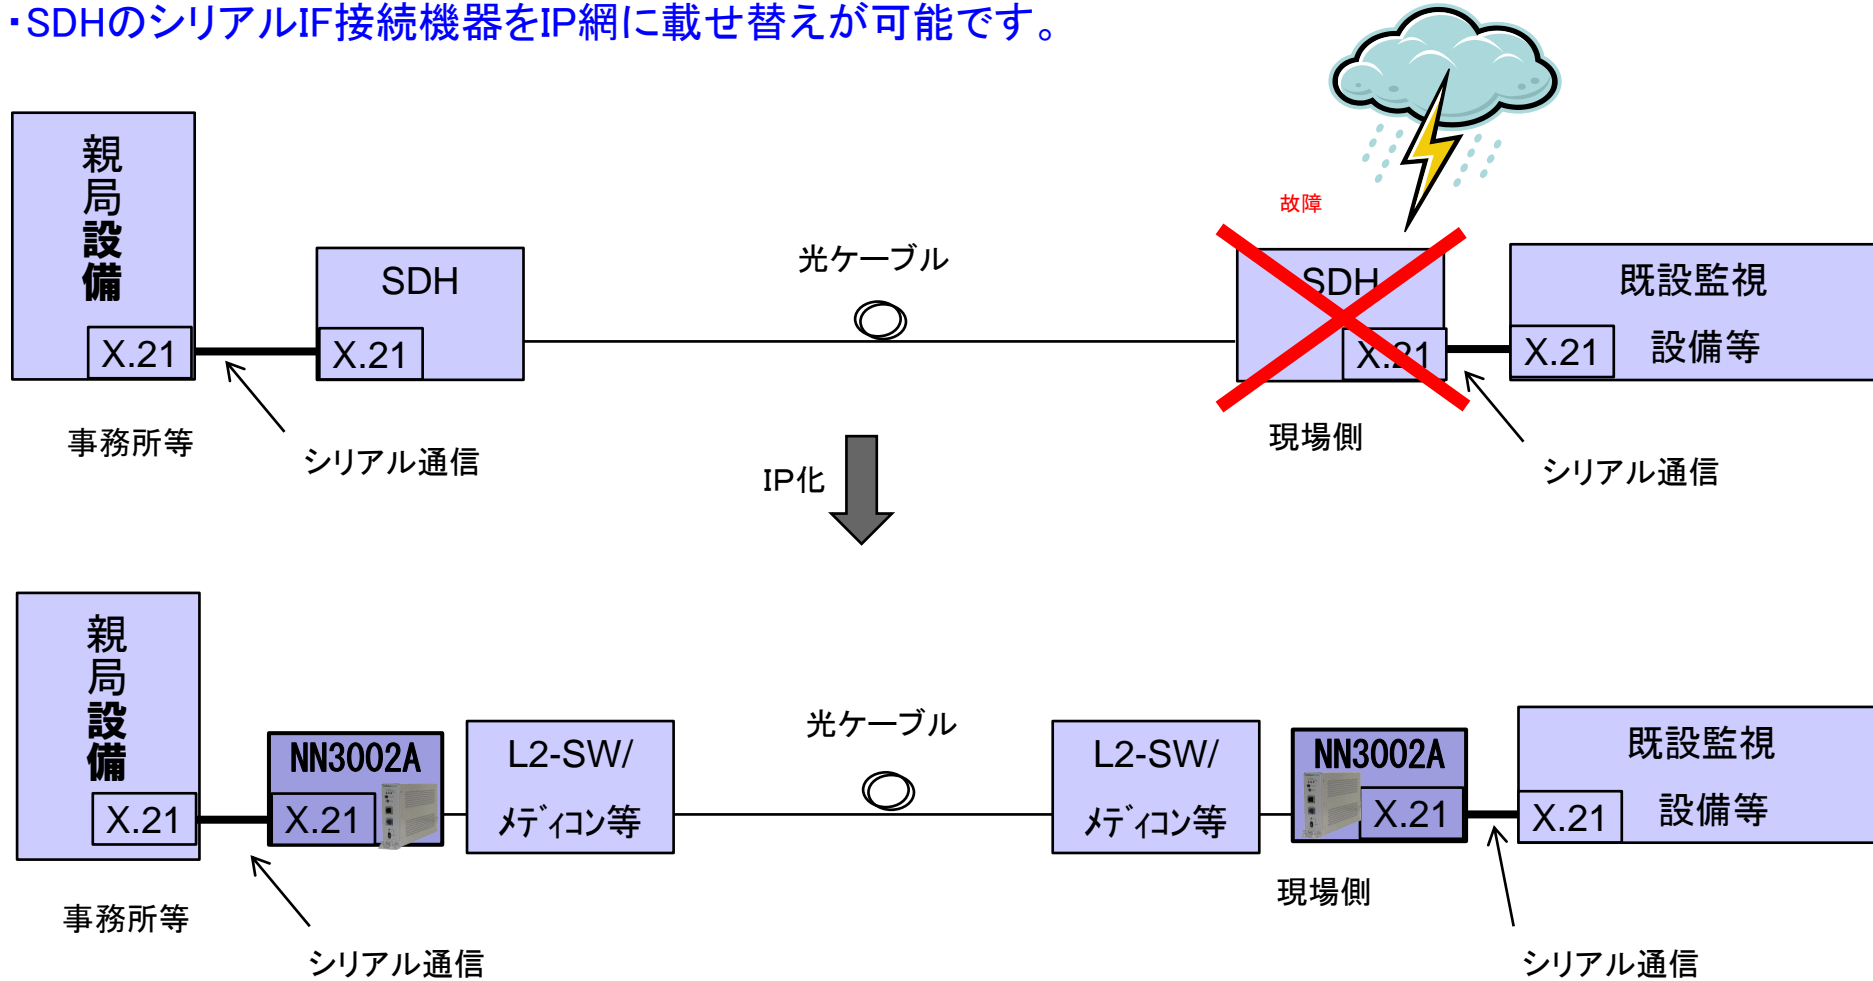 ・SDHのシリアルIF接続機器をIP網に載せ替えが可能です。
親局設備
X.21
SDH
X.21
光ケーブル
故障
SDH
X.21
既設監視
設備等
X.21
事務所等
シリアル通信
IP化
現場側
シリアル通信
親局設備
X.21
NN3002A
X.21
L2-SW/
メディコン等
光ケーブル
L2-SW/
メディコン等
NN3002A
X.21
既設監視
設備等
X.21
事務所等
シリアル通信
現場側
シリアル通信